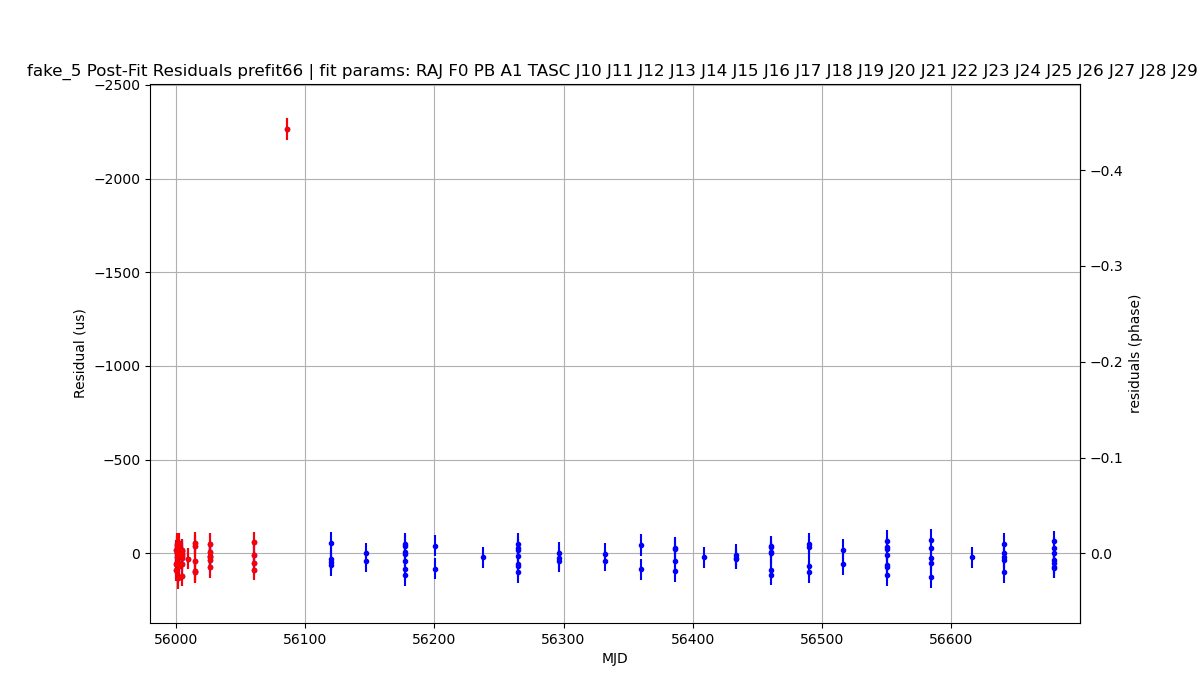 fake_5 Post-Fit Residuals prefit66 | fit params: RAJ F0 PB A1 TASC J10 J11 J12 J13 J14 J15 J16 J17 J18 J19 J20 J21 J22 J23 J24 J25 J26 J27 J28 J29
−2500
−2000
−1500
−1000
−500
0
Residual (us)
−0.4
−0.3
−0.2
−0.1
0.0
residuals (phase)
56000 56100 56200 56300 56400 56500 56600
MJD